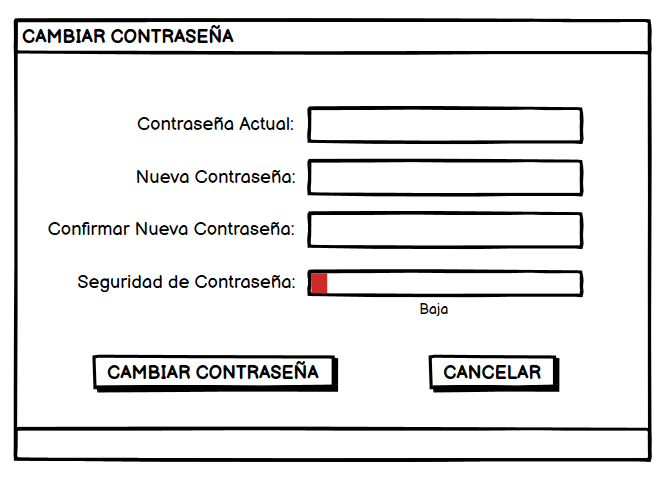 CAMBIAR CONTRASEÑA
Contraseña Actual:
Nueva Contraseña:
Confirmar Nueva Contraseña:
Seguridad de Contraseña:
Baja
CAMBIAR CONTRASEÑA
CANCELAR